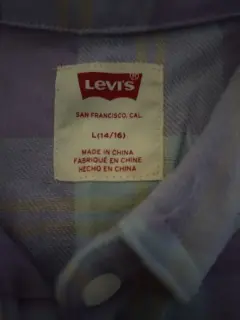 Levi's®
SAN FRANCISCO, CAL.
L(14/16)
MADE IN CHINA
FABRIQUÉ EN CHINE
HECHO EN CHINA